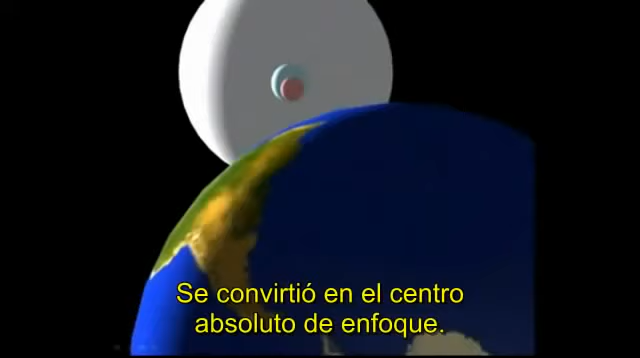 Se convirtió en el centro
absoluto de enfoque.